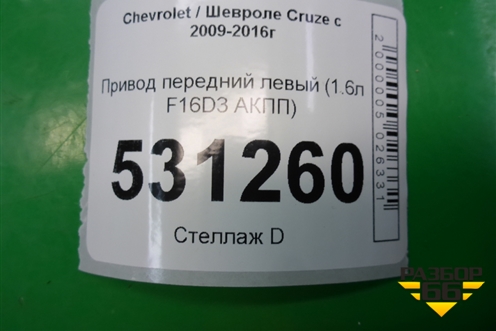 Chevrolet / Шевроле Cruze с
2009-2016г
Привод передний левый (1.6л
F16D3 АКПП)
531260
Стеллаж D
2000005026331
РАЗБОР
66